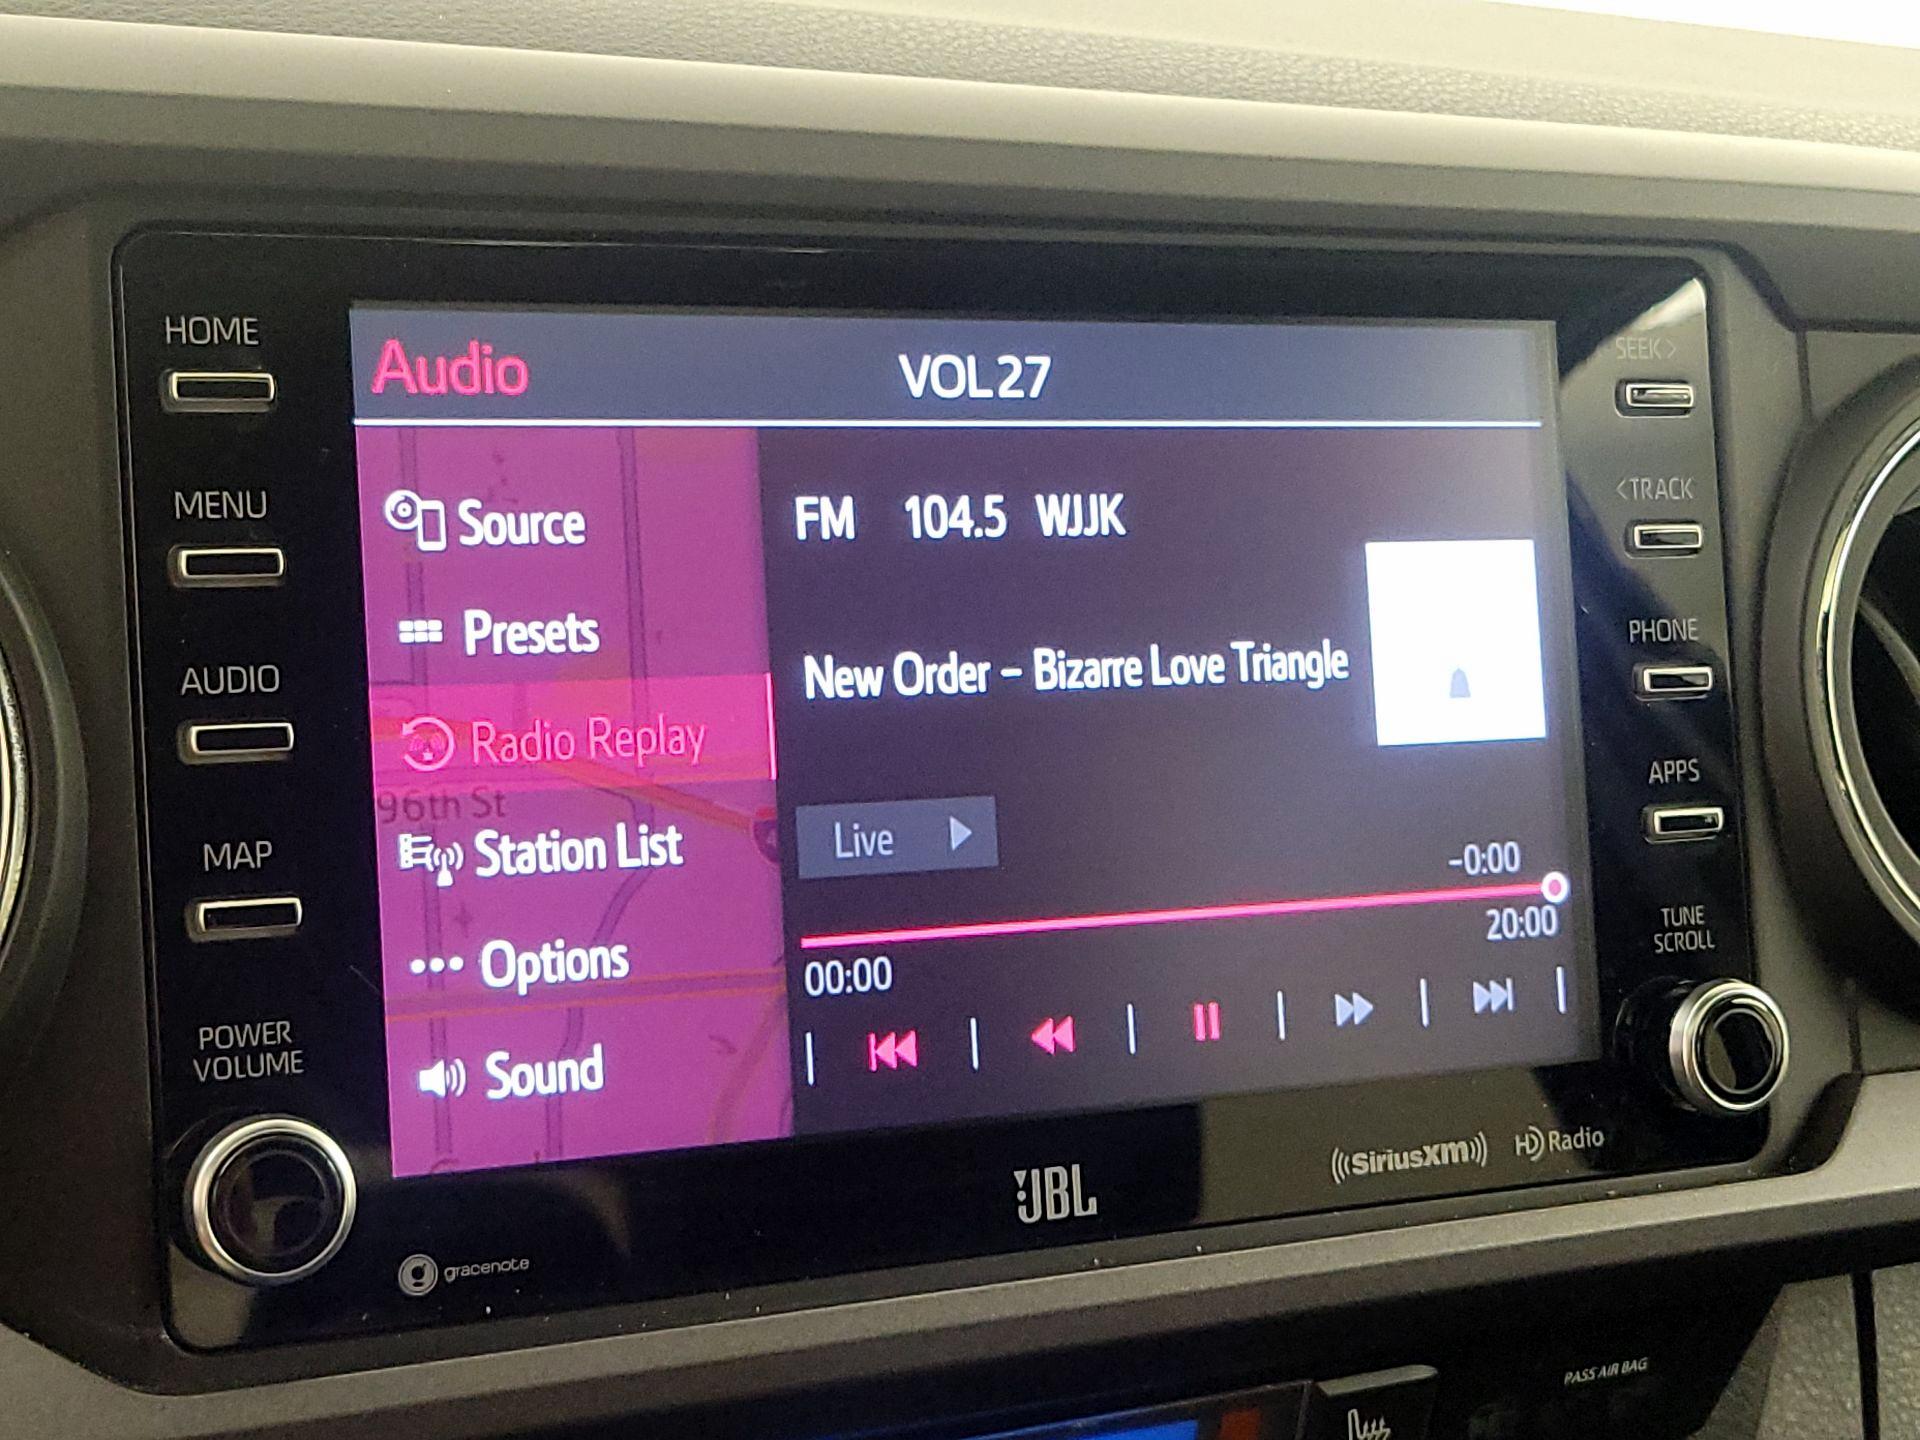 HOME
MENU
AUDIO
MAP
POWER
VOLUME
Audio
VOL 27
Source
Presets
Radio Replay
96th St
Station List
Options
Sound
FM 104.5 WJJK
New Order – Bizarre Love Triangle
Live
-0:00
20:00
00:00
SEEK >
< TRACK
PHONE
APPS
TUNE
SCROLL
gracenote
JBL
SiriusXM
HD Radio
PASS AIR BAG